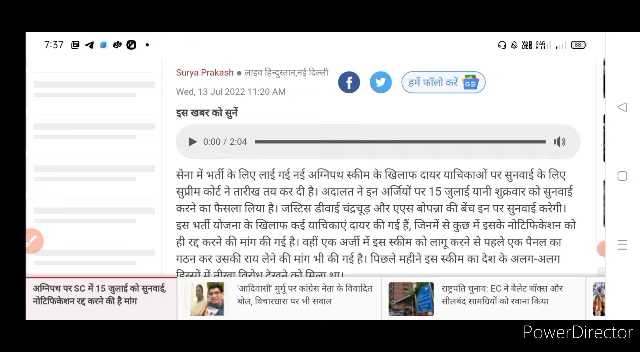 7:37
Surya Prakash • लाइव हिन्दुस्तान,नई दिल्ली
Wed, 13 Jul 2022 11:20 AM
हमें फॉलो करें
इस खबर को सुनें
0:00 / 2:04
सेना में भर्ती के लिए लाई गई नई अग्निपथ स्कीम के खिलाफ दायर याचिकाओं पर सुनवाई के लिए
सुप्रीम कोर्ट ने तारीख तय कर दी है। अदालत ने इन अर्जियों पर 15 जुलाई यानी शुक्रवार को सुनवाई
करने का फैसला लिया है। जस्टिस डीवाई चंद्रचूड़ और एएस बोपन्ना की बेंच इन पर सुनवाई करेगी।
इस भर्ती योजना के खिलाफ कई याचिकाएं दायर की गई हैं, जिनमें से कुछ में इसके नोटिफिकेशन को
ही रद्द करने की मांग की गई है। वहीं एक अर्जी में इस स्कीम को लागू करने से पहले एक पैनल का
गठन कर उसकी राय लेने की मांग भी की गई है। पिछले महीने इस स्कीम का देश के अलग-अलग
हिस्सों में तीखा विरोध देखने को मिला था।
अग्निपथ पर SC में 15 जुलाई को सुनवाई,
नोटिफिकेशन रद्द करने की है मांग
'आदिवासी' मुर्मू पर कांग्रेस नेता के विवादित
बोल, विचारधारा पर भी सवाल
राष्ट्रपति चुनाव: EC ने बैलेट बॉक्स और
सीलबंद सामग्रियों को रवाना किया
PowerDirector